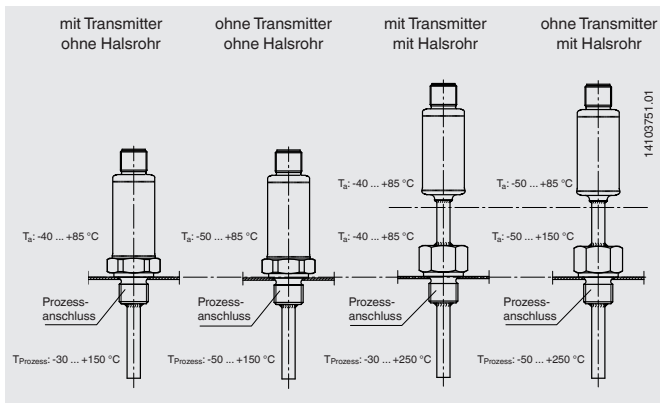 mit Transmitter
ohne Halsrohr
ohne Transmitter
ohne Halsrohr
mit Transmitter
mit Halsrohr
ohne Transmitter
mit Halsrohr
14103751.01
Ta: -40 ... +85 °C
Ta: -50 ... +85 °C
Ta: -40 ... +85 °C
Ta: -50 ... +85 °C
Ta: -40 ... +85 °C
Ta: -50 ... +150 °C
Prozess-
anschluss
Prozess-
anschluss
Prozess-
anschluss
Prozess-
anschluss
TProzess: -30 ... +150 °C
TProzess: -50 ... +150 °C
TProzess: -30 ... +250 °C
TProzess: -50 ... +250 °C